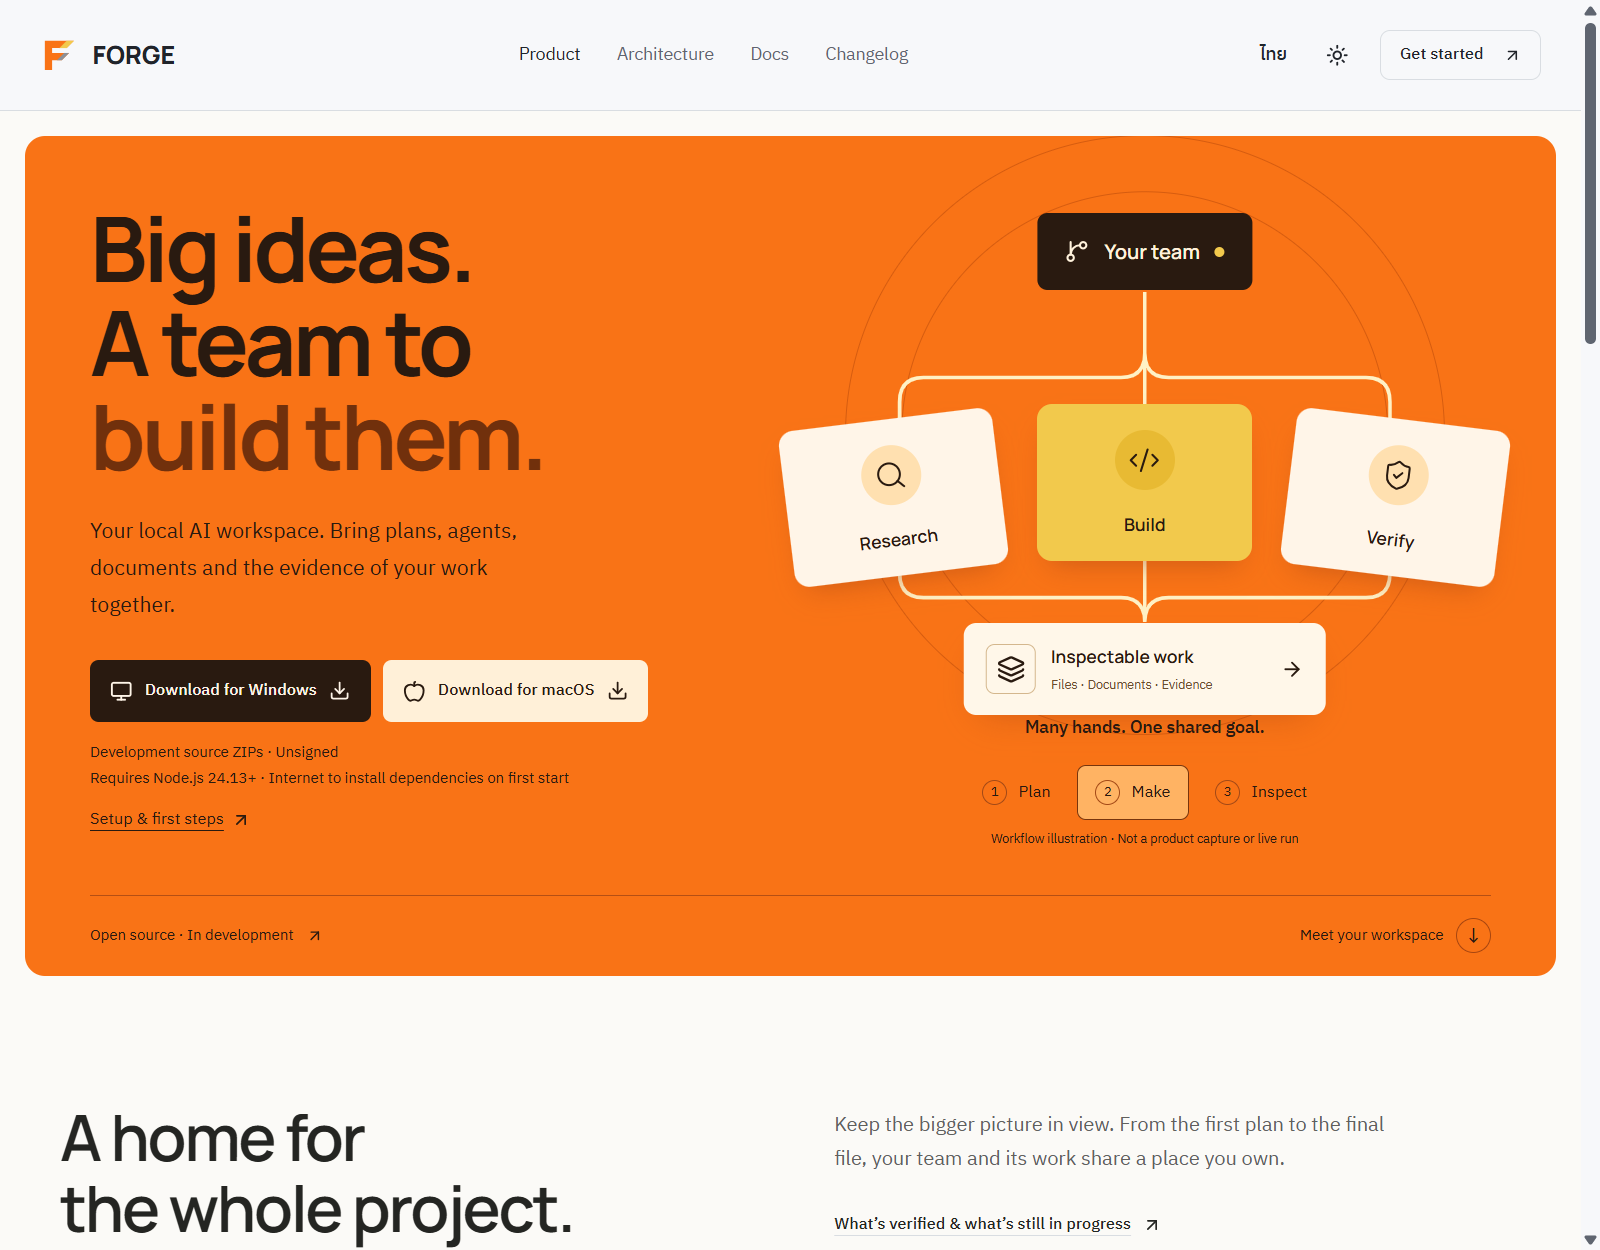 FORGE
Product
Architecture
Docs
Changelog
ไทย
Get started
Big ideas.
A team to
build them.
Your local AI workspace. Bring plans, agents,
documents and the evidence of your work
together.
Download for Windows
Download for macOS
Development source ZIPs · Unsigned
Requires Node.js 24.13+ · Internet to install dependencies on first start
Setup & first steps
Your team
Research
Build
Verify
Inspectable work
Files · Documents · Evidence
Many hands. One shared goal.
1 Plan
2 Make
3 Inspect
Workflow illustration · Not a product capture or live run
Open source · In development
Meet your workspace
A home for
the whole project.
Keep the bigger picture in view. From the first plan to the final
file, your team and its work share a place you own.
What’s verified & what’s still in progress